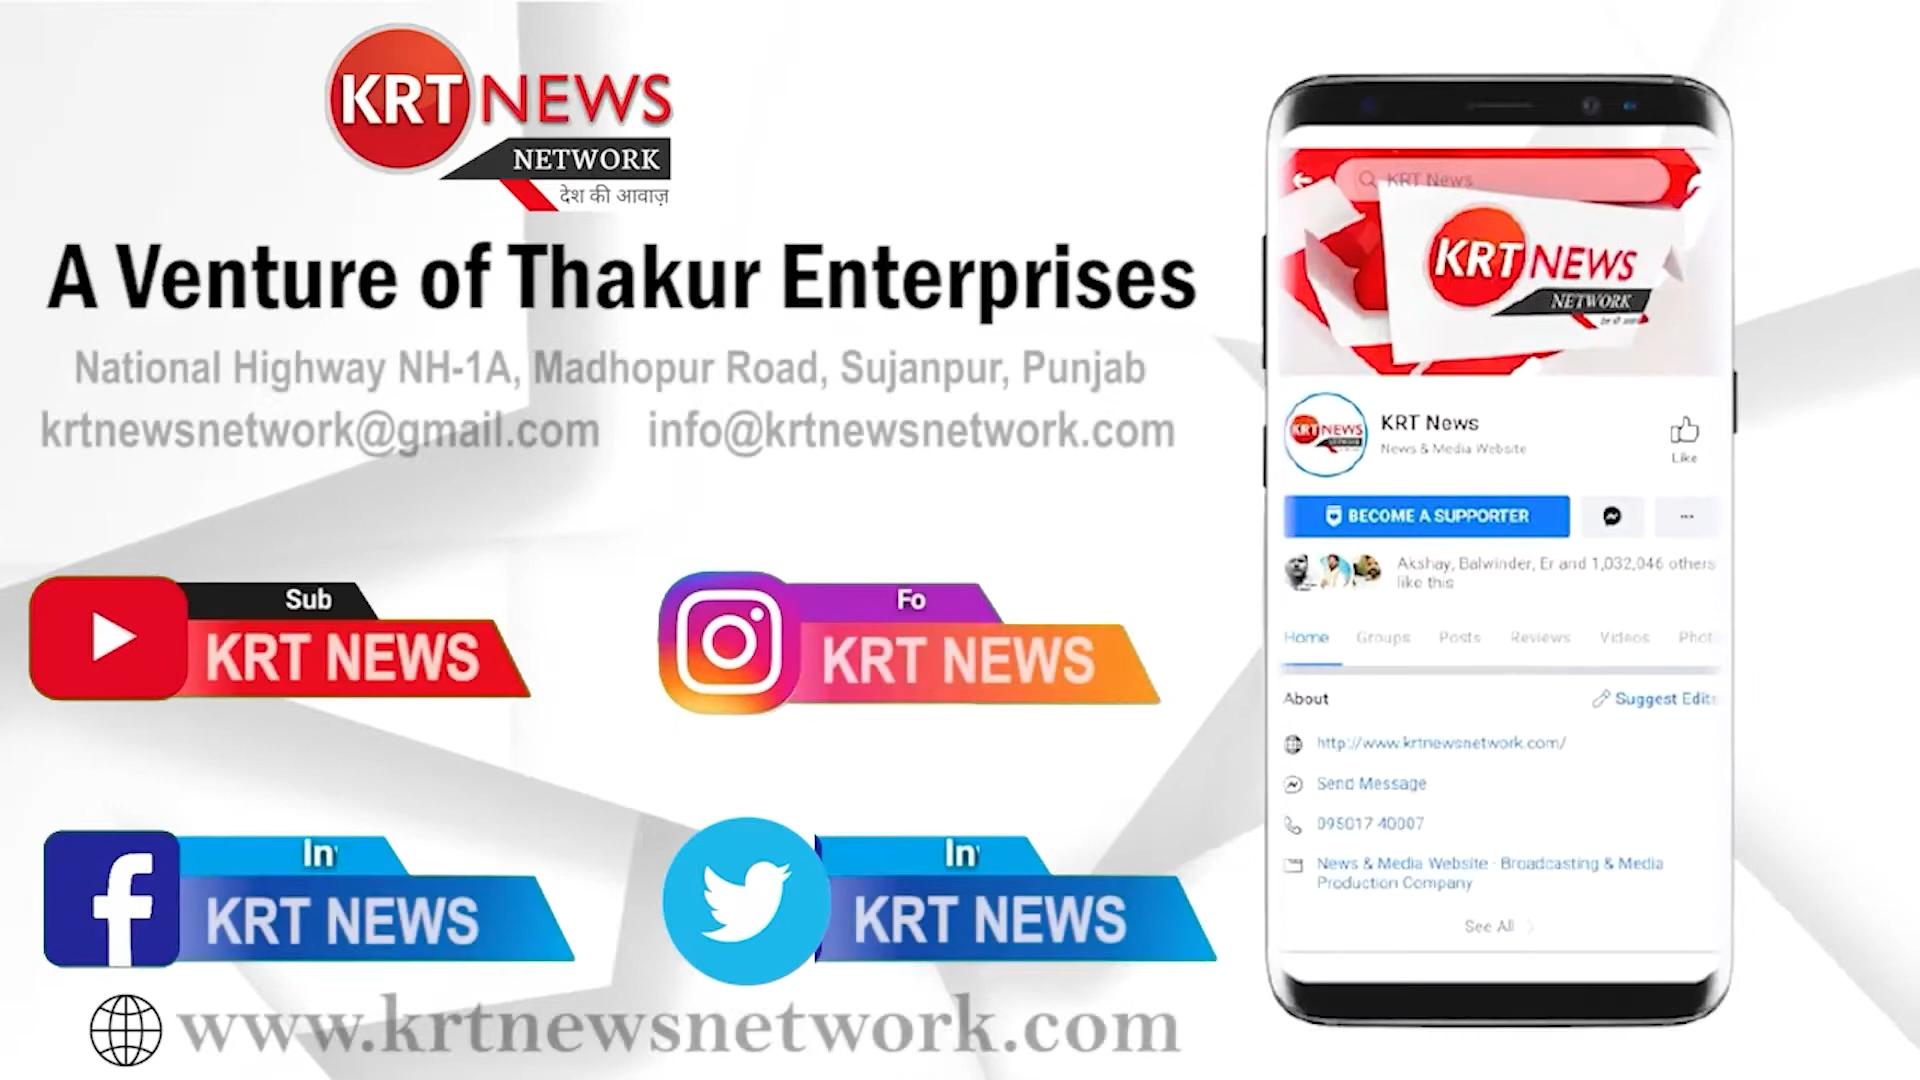 KRT NEWS
NETWORK
देश की आवाज़
A Venture of Thakur Enterprises
National Highway NH-1A, Madhopur Road, Sujanpur, Punjab
krtnewsnetwork@gmail.com info@krtnewsnetwork.com
Sub
KRT NEWS
Fo
KRT NEWS
In
KRT NEWS
In
KRT NEWS
www.krtnewsnetwork.com
KRT News
KRT NEWS
NETWORK
KRT NEWS
KRT News
News & Media Website
Like
BECOME A SUPPORTER
Akshay, Balwinder, Er and 1,032,046 others
like this
Home Groups Posts Reviews Videos Phot
About Suggest Edits
http://www.krtnewsnetwork.com/
Send Message
095017 40007
News & Media Website · Broadcasting & Media
Production Company
See All